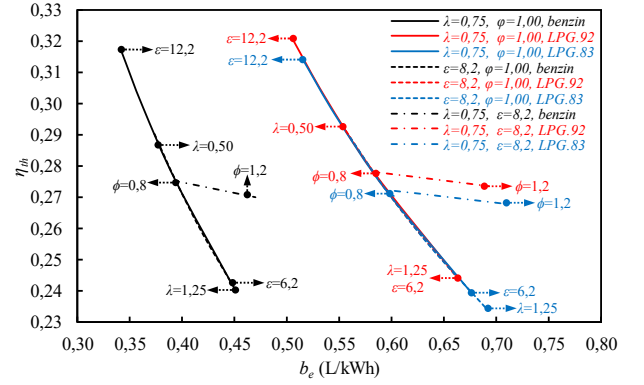 0,33
0,32
0,31
0,30
0,29
0,28
0,27
0,26
0,25
0,24
0,23
η_th
ε=12,2
λ=0,50
ϕ=0,8
ϕ=1,2
ε=6,2
λ=1,25
ε=12,2
ε=12,2
λ=0,50
ϕ=0,8
ϕ=0,8
ϕ=1,2
ϕ=1,2
λ=1,25
ε=6,2
ε=6,2
λ=1,25
λ=0,75, φ=1,00, benzin
λ=0,75, φ=1,00, LPG.92
λ=0,75, φ=1,00, LPG.83
ε=8,2, φ=1,00, benzin
ε=8,2, φ=1,00, LPG.92
ε=8,2, φ=1,00, LPG.83
λ=0,75, ε=8,2, benzin
λ=0,75, ε=8,2, LPG.92
λ=0,75, ε=8,2, LPG.83
0,30 0,35 0,40 0,45 0,50 0,55 0,60 0,65 0,70 0,75 0,80
b_e (L/kWh)